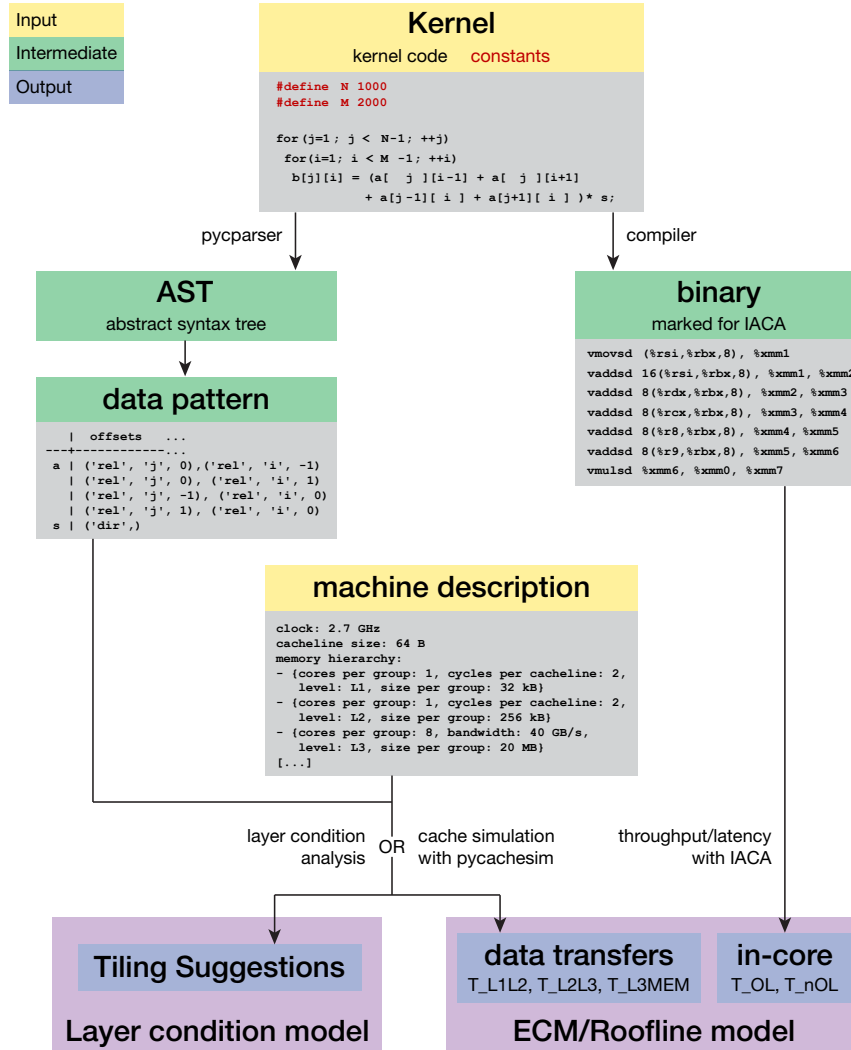 Input
Intermediate
Output
Kernel
kernel code constants
#define N 1000
#define M 2000
for(j=1; j < N-1; ++j)
for(i=1; i < M -1; ++i)
b[j][i] = (a[ j ][i-1] + a[ j ][i+1]
+ a[j-1][ i ] + a[j+1][ i ] )* s;
pycparser
compiler
AST
abstract syntax tree
binary
marked for IACA
vmovsd (%rsi,%rbx,8), %xmm1
vaddsd 16(%rsi,%rbx,8), %xmm1, %xmm2
vaddsd 8(%rdx,%rbx,8), %xmm2, %xmm3
vaddsd 8(%rcx,%rbx,8), %xmm3, %xmm4
vaddsd 8(%r8,%rbx,8), %xmm4, %xmm5
vaddsd 8(%r9,%rbx,8), %xmm5, %xmm6
vmulsd %xmm6, %xmm0, %xmm7
data pattern
| offsets ...
---+-------------...
a | ('rel', 'j', 0),('rel', 'i', -1)
| ('rel', 'j', 0), ('rel', 'i', 1)
| ('rel', 'j', -1), ('rel', 'i', 0)
| ('rel', 'j', 1), ('rel', 'i', 0)
s | ('dir',)
machine description
clock: 2.7 GHz
cacheline size: 64 B
memory hierarchy:
- {cores per group: 1, cycles per cacheline: 2,
level: L1, size per group: 32 kB}
- {cores per group: 1, cycles per cacheline: 2,
level: L2, size per group: 256 kB}
- {cores per group: 8, bandwidth: 40 GB/s,
level: L3, size per group: 20 MB}
[...]
layer condition analysis
OR
cache simulation with pycachesim
throughput/latency with IACA
Tiling Suggestions
Layer condition model
data transfers
T_L1L2, T_L2L3, T_L3MEM
in-core
T_OL, T_nOL
ECM/Roofline model